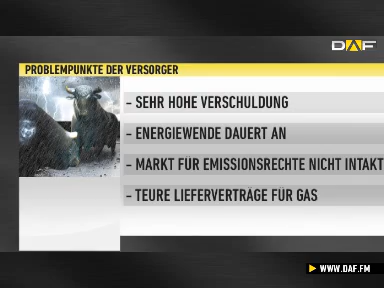 DAF
PROBLEMPUNKTE DER VERSORGER
- SEHR HOHE VERSCHULDUNG
- ENERGIEWENDE DAUERT AN
- MARKT FÜR EMISSIONSRECHTE NICHT INTAKT
- TEURE LIEFERVERTRÄGE FÜR GAS
WWW.DAF.FM